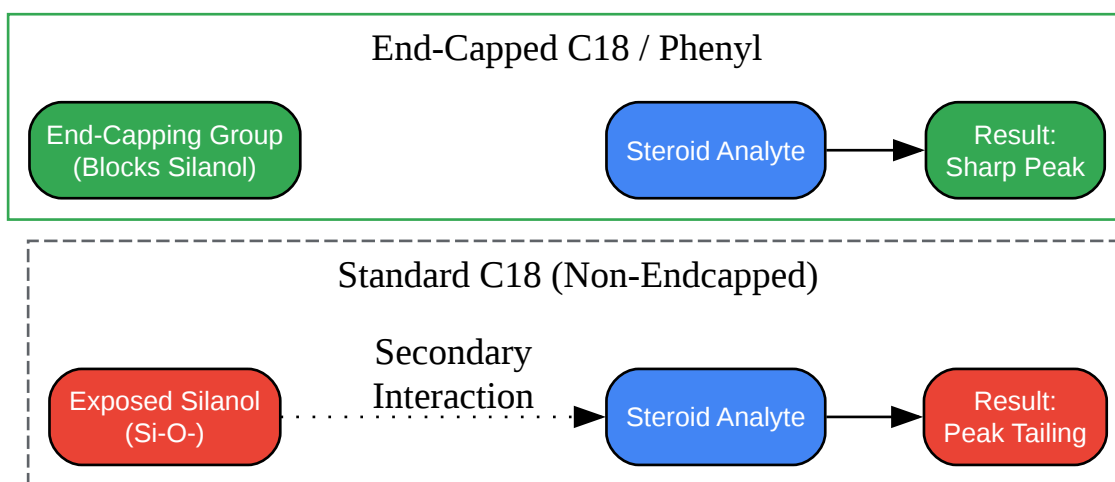 End-Capped C18 / Phenyl
End-Capping Group
(Blocks Silanol)
Steroid Analyte
Result:
Sharp Peak
Standard C18 (Non-Endcapped)
Secondary
Interaction
Exposed Silanol
(Si-O-)
Steroid Analyte
Result:
Peak Tailing